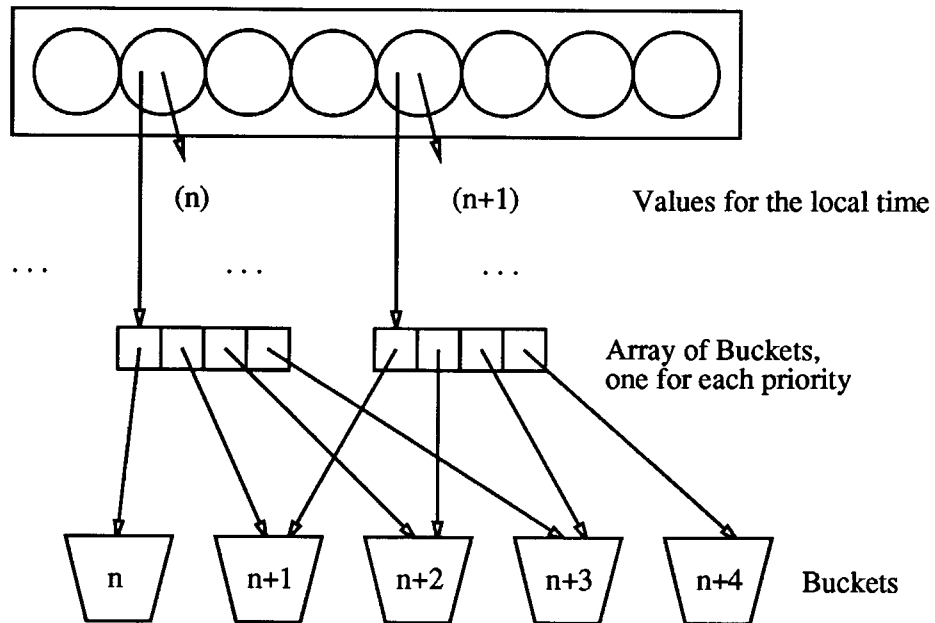 (n) (n+1) Values for the local time
... ... ...
Array of Buckets,
one for each priority
n n+1 n+2 n+3 n+4 Buckets